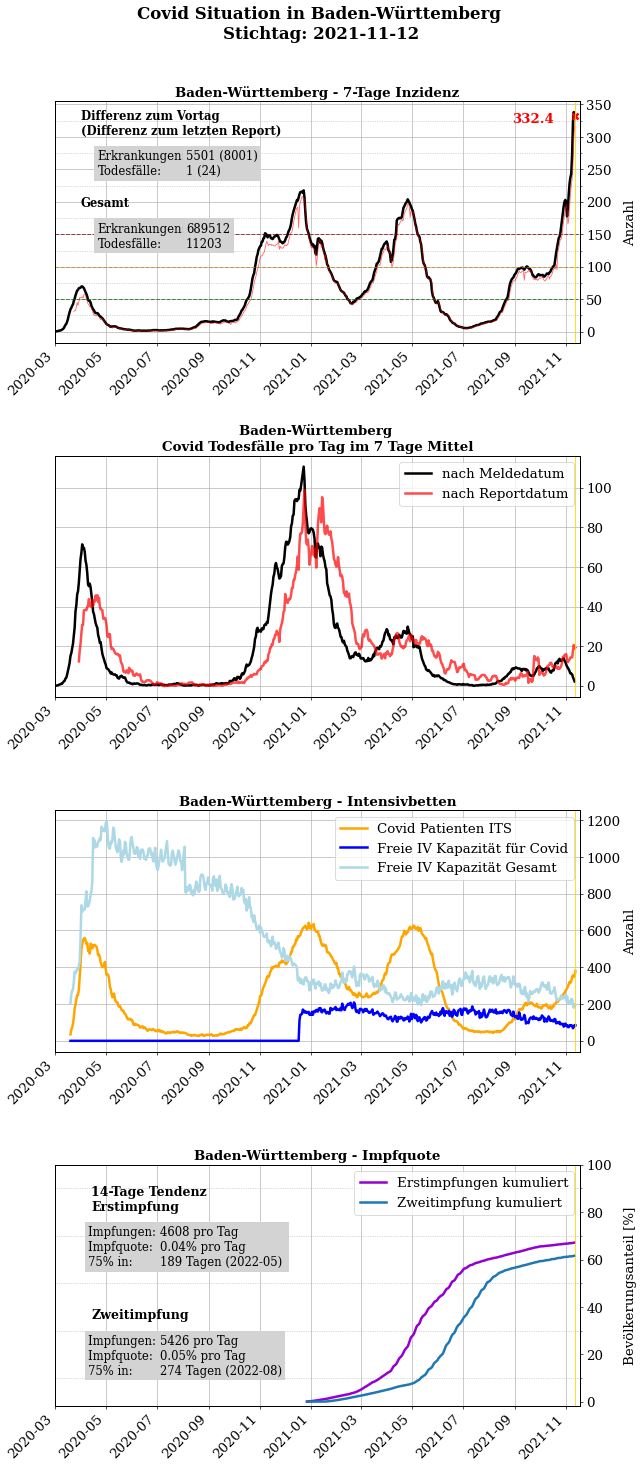 Covid Situation in Baden-Württemberg
Stichtag: 2021-11-12
Baden-Württemberg - 7-Tage Inzidenz
Differenz zum Vortag
(Differenz zum letzten Report)
Erkrankungen 5501 (8001)
Todesfälle: 1 (24)
Gesamt
Erkrankungen 689512
Todesfälle: 11203
332.4
350
300
250
200
150
100
50
0
Anzahl
2020-03
2020-05
2020-07
2020-09
2020-11
2021-01
2021-03
2021-05
2021-07
2021-09
2021-11
Baden-Württemberg
Covid Todesfälle pro Tag im 7 Tage Mittel
nach Meldedatum
nach Reportdatum
100
80
60
40
20
0
2020-03
2020-05
2020-07
2020-09
2020-11
2021-01
2021-03
2021-05
2021-07
2021-09
2021-11
Baden-Württemberg - Intensivbetten
Covid Patienten ITS
Freie IV Kapazität für Covid
Freie IV Kapazität Gesamt
1200
1000
800
600
400
200
0
Anzahl
2020-03
2020-05
2020-07
2020-09
2020-11
2021-01
2021-03
2021-05
2021-07
2021-09
2021-11
Baden-Württemberg - Impfquote
14-Tage Tendenz
Erstimpfung
Impfungen: 4608 pro Tag
Impfquote: 0.04% pro Tag
75% in: 189 Tagen (2022-05)
Zweitimpfung
Impfungen: 5426 pro Tag
Impfquote: 0.05% pro Tag
75% in: 274 Tagen (2022-08)
Erstimpfungen kumuliert
Zweitimpfung kumuliert
100
80
60
40
20
0
Bevölkerungsanteil [%]
2020-03
2020-05
2020-07
2020-09
2020-11
2021-01
2021-03
2021-05
2021-07
2021-09
2021-11